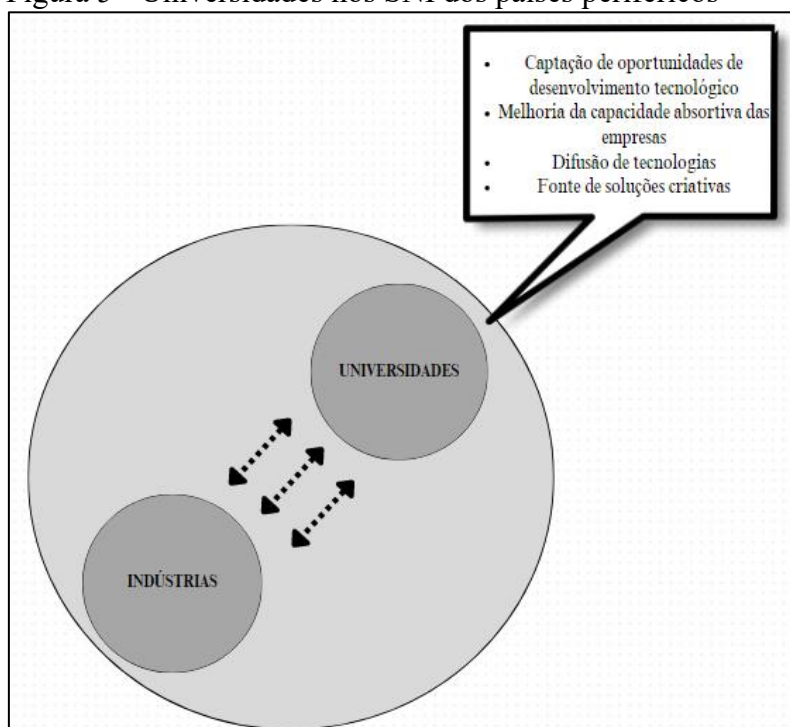 Universidades nos SNI dos países periféricos
• Captação de oportunidades de
desenvolvimento tecnológico
• Melhoria da capacidade absortiva das
empresas
• Difusão de tecnologias
• Fonte de soluções criativas
UNIVERSIDADES
INDÚSTRIAS